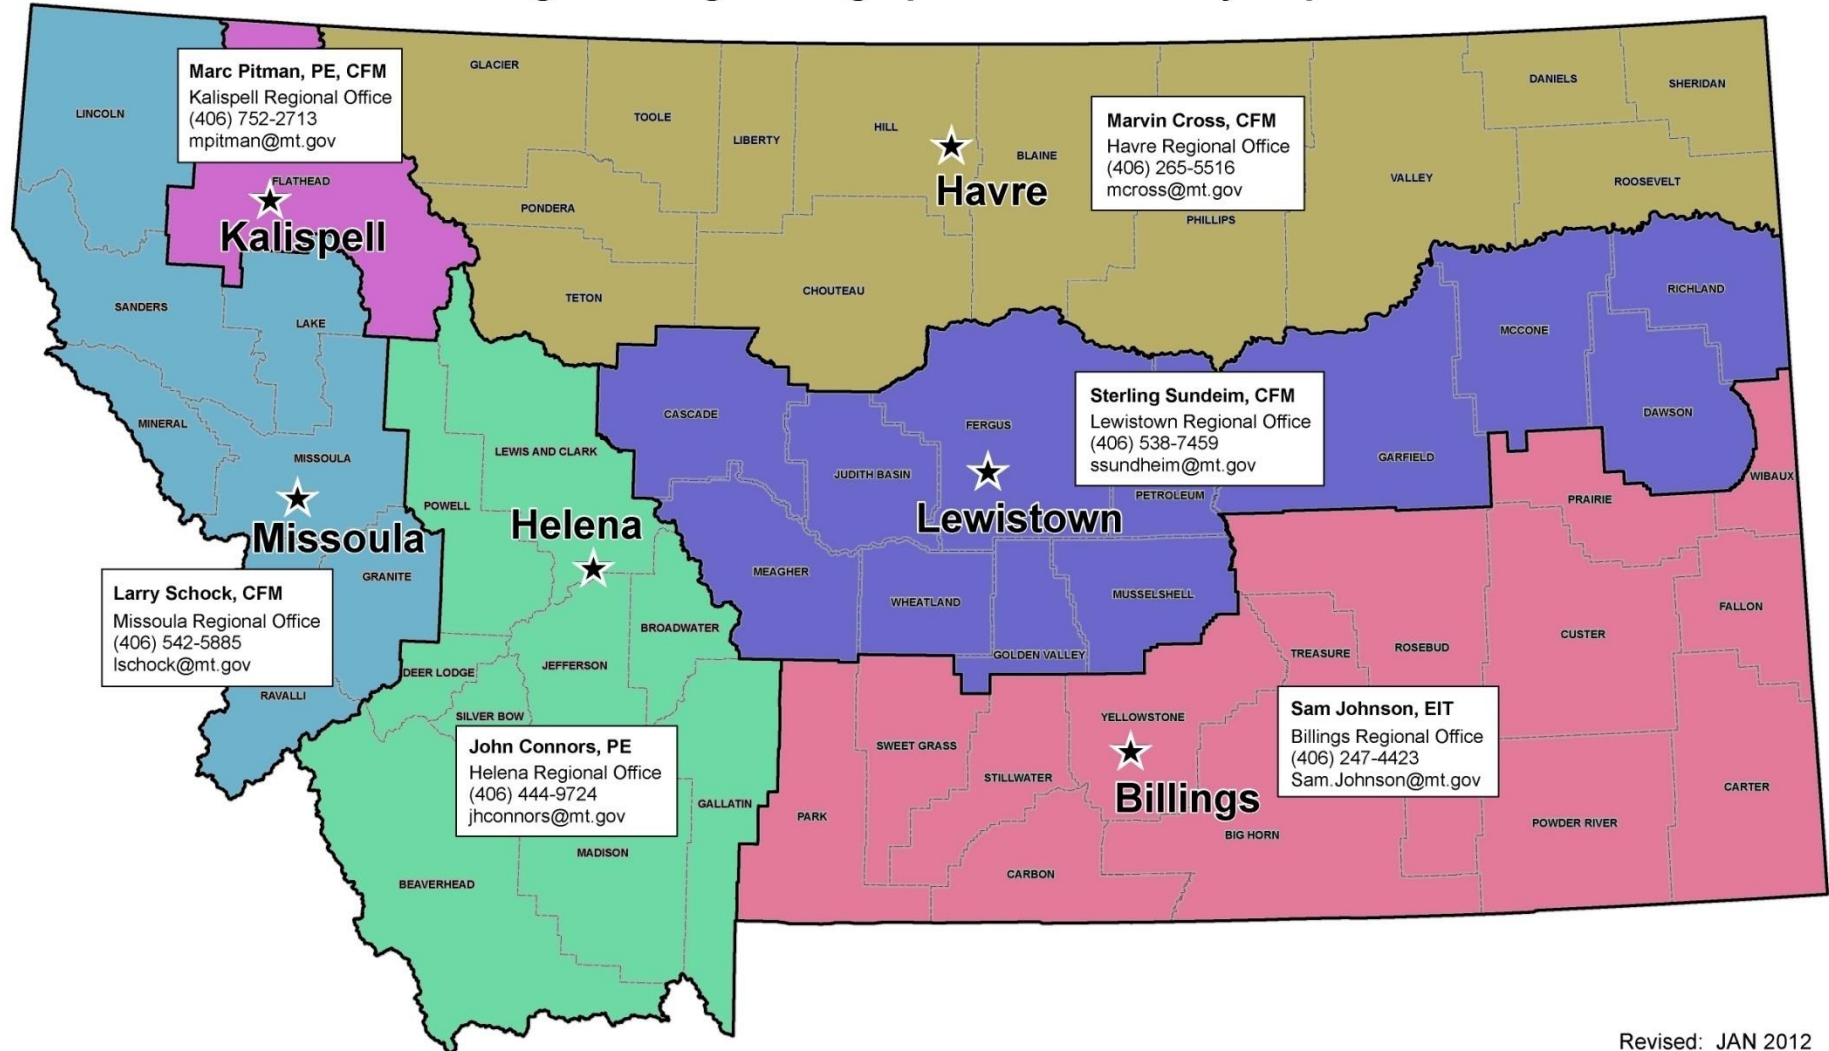 Marc Pitman, PE, CFM
Kalispell Regional Office
(406) 752-2713
mpitman@mt.gov
Marvin Cross, CFM
Havre Regional Office
(406) 265-5516
mcross@mt.gov
Sterling Sundeim, CFM
Lewistown Regional Office
(406) 538-7459
ssundheim@mt.gov
Larry Schock, CFM
Missoula Regional Office
(406) 542-5885
lschock@mt.gov
John Connors, PE
Helena Regional Office
(406) 444-9724
jhconnors@mt.gov
Sam Johnson, EIT
Billings Regional Office
(406) 247-4423
Sam.Johnson@mt.gov
Kalispell
Havre
Missoula
Helena
Lewistown
Billings
LINCOLN
FLATHEAD
SANDERS
LAKE
MINERAL
MISSOULA
GRANITE
RAVALLI
GLACIER
TOOLE
LIBERTY
HILL
BLAINE
PHILLIPS
VALLEY
DANIELS
SHERIDAN
ROOSEVELT
PONDERA
TETON
CHOUTEAU
POWELL
LEWIS AND CLARK
BROADWATER
JEFFERSON
DEER LODGE
SILVER BOW
GALLATIN
MADISON
BEAVERHEAD
CASCADE
JUDITH BASIN
FERGUS
PETROLEUM
GARFIELD
MCCONE
RICHLAND
DAWSON
MEAGHER
WHEATLAND
GOLDEN VALLEY
MUSSELSHELL
PRAIRIE
WIBAUX
FALLON
CUSTER
ROSEBUD
TREASURE
YELLOWSTONE
SWEET GRASS
STILLWATER
PARK
CARBON
BIG HORN
POWDER RIVER
CARTER
Revised: JAN 2012